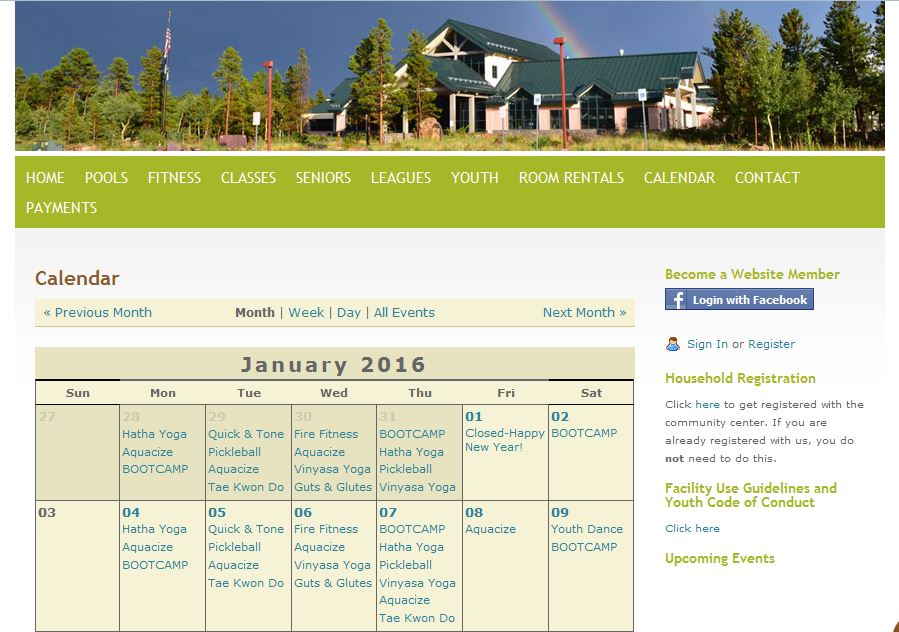 HOME POOLS FITNESS CLASSES SENIORS LEAGUES YOUTH ROOM RENTALS CALENDAR CONTACT
PAYMENTS
Calendar
« Previous Month Month | Week | Day | All Events Next Month »
January 2016
Sun Mon Tue Wed Thu Fri Sat
27
28
Hatha Yoga
Aquacize
BOOTCAMP
29
Quick & Tone
Pickleball
Aquacize
Tae Kwon Do
30
Fire Fitness
Aquacize
Vinyasa Yoga
Guts & Glutes
31
BOOTCAMP
Hatha Yoga
Pickleball
Vinyasa Yoga
01
Closed-Happy
New Year!
02
BOOTCAMP
03
04
Hatha Yoga
Aquacize
BOOTCAMP
05
Quick & Tone
Pickleball
Aquacize
Tae Kwon Do
06
Fire Fitness
Aquacize
Vinyasa Yoga
Guts & Glutes
07
BOOTCAMP
Hatha Yoga
Pickleball
Vinyasa Yoga
Aquacize
Tae Kwon Do
08
Aquacize
09
Youth Dance
BOOTCAMP
Become a Website Member
f Login with Facebook
Sign In or Register
Household Registration
Click here to get registered with the
community center. If you are
already registered with us, you do
not need to do this.
Facility Use Guidelines and
Youth Code of Conduct
Click here
Upcoming Events